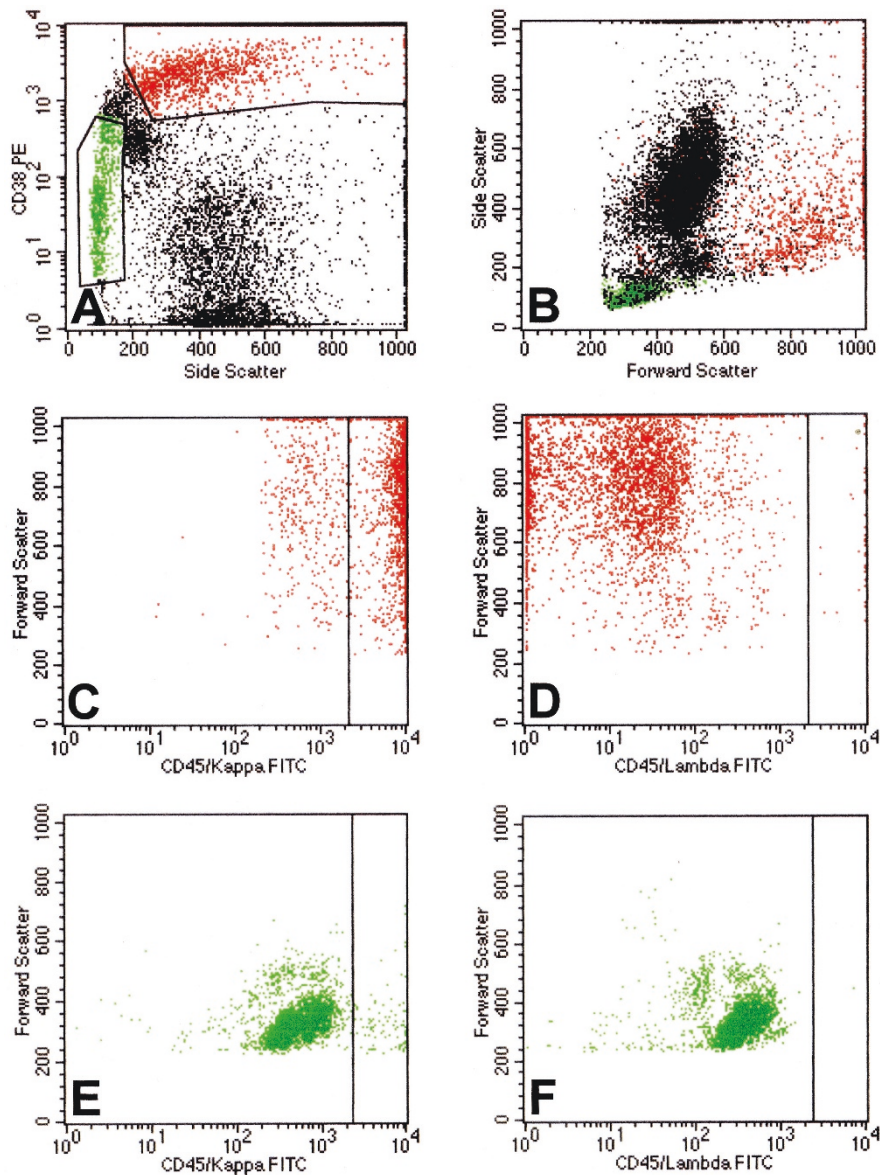 10^4
10^3
10^2
10^1
10^0
CD38 PE
A
0 200 400 600 800 1000
Side Scatter
1000
800
600
400
200
0
Side Scatter
B
200 400 600 800 1000
Forward Scatter
1000
800
600
400
200
0
Forward Scatter
C
10^0 10^1 10^2 10^3 10^4
CD45/Kappa FITC
1000
800
600
400
200
0
Forward Scatter
D
10^0 10^1 10^2 10^3 10^4
CD45/Lambda FITC
1000
800
600
400
200
0
Forward Scatter
E
10^0 10^1 10^2 10^3 10^4
CD45/Kappa FITC
1000
800
600
400
200
0
Forward Scatter
F
10^0 10^1 10^2 10^3 10^4
CD45/Lambda FITC